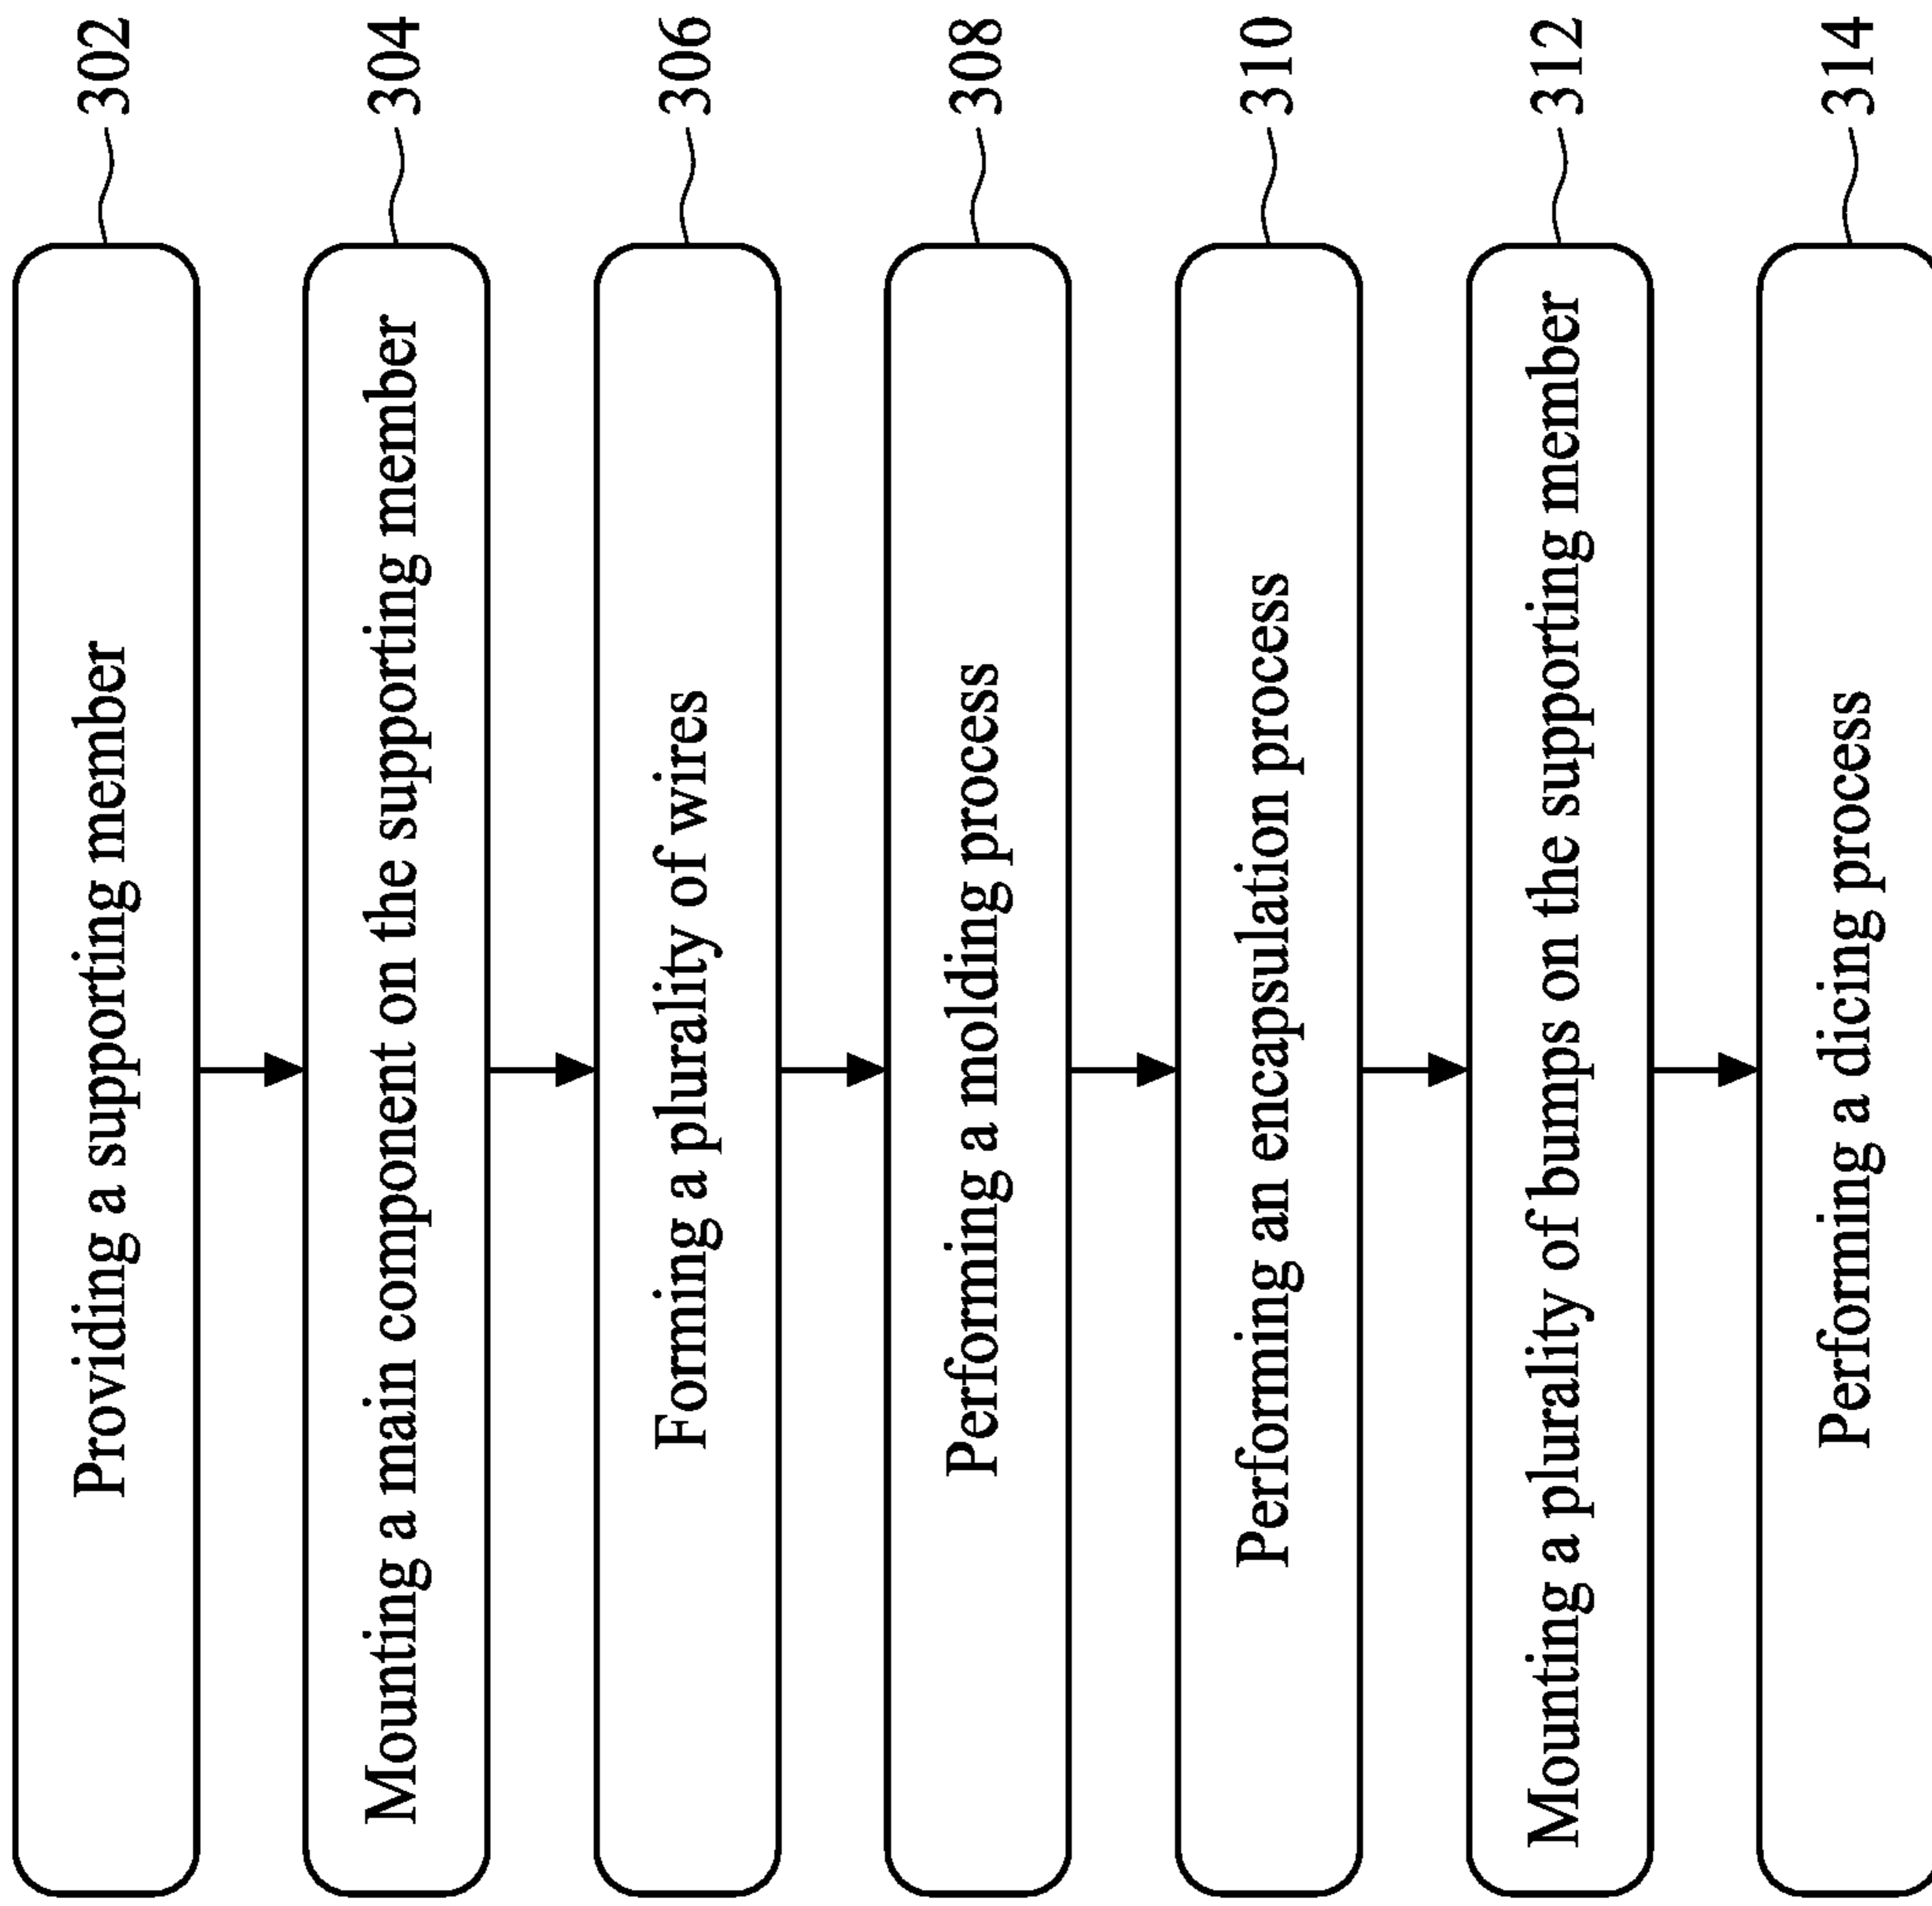 Providing a supporting member 302
Mounting a main component on the supporting member 304
Forming a plurality of wires 306
Performing a molding process 308
Performing an encapsulation process 310
Mounting a plurality of bumps on the supporting member 312
Performing a dicing process 314